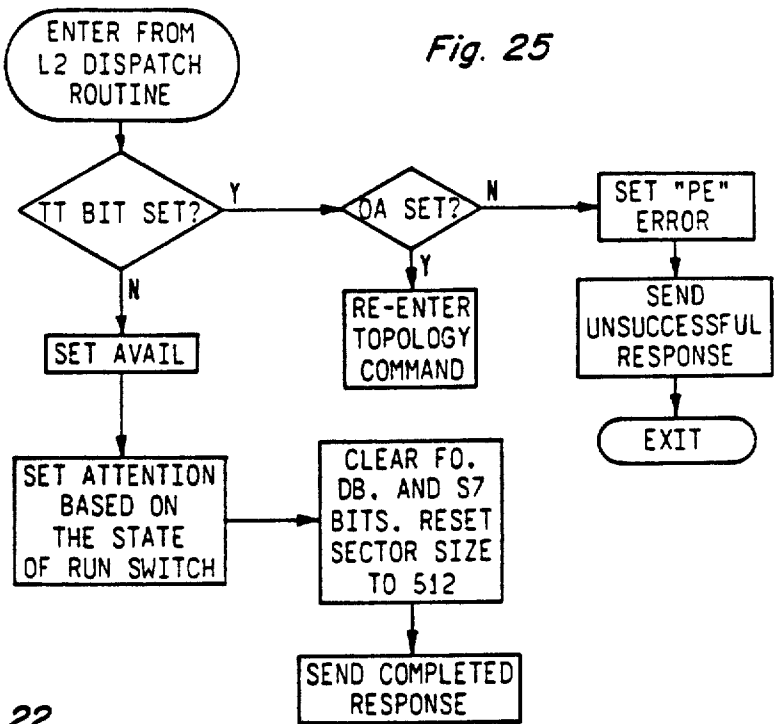 ENTER FROM
L2 DISPATCH
ROUTINE
Fig. 25
TT BIT SET?
Y
OA SET?
N
SET "PE"
ERROR
N
Y
SEND
UNSUCCESSFUL
RESPONSE
RE-ENTER
TOPOLOGY
COMMAND
SET AVAIL
EXIT
SET ATTENTION
BASED ON
THE STATE
OF RUN SWITCH
CLEAR FO.
DB. AND S7
BITS. RESET
SECTOR SIZE
TO 512
SEND COMPLETED
RESPONSE
22